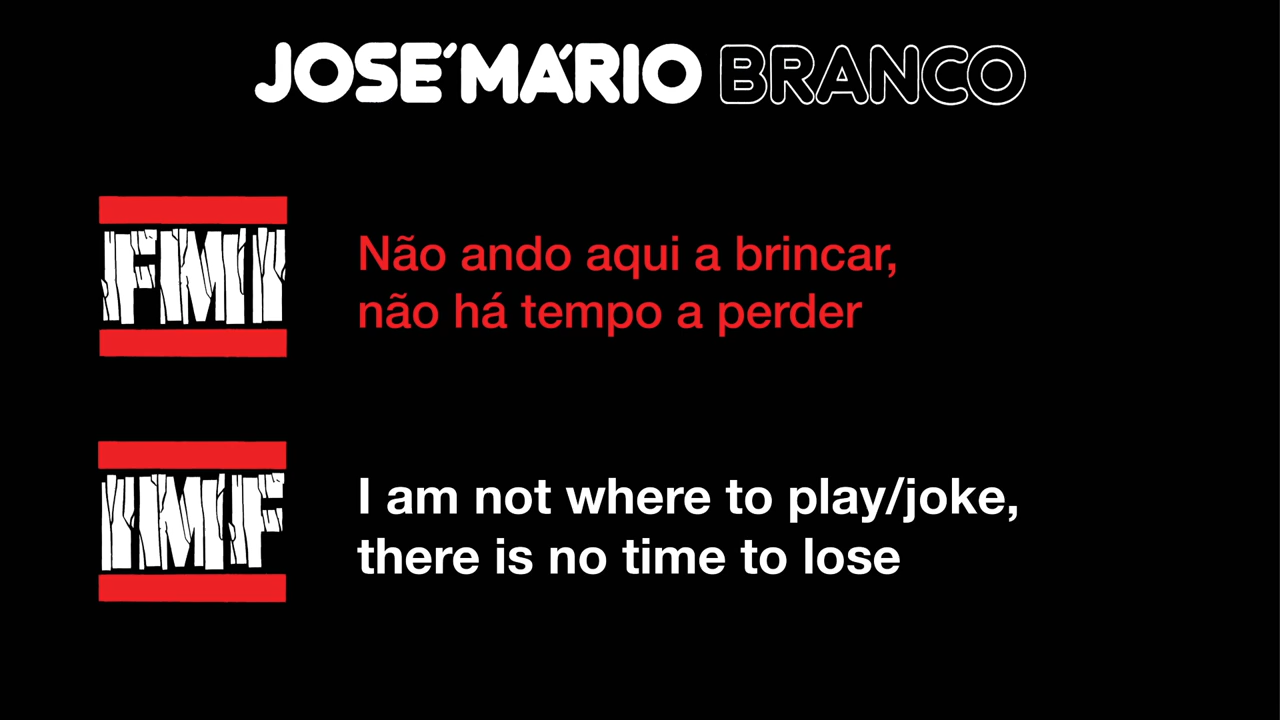 JOSÉ MÁRIO BRANCO
FMI
Não ando aqui a brincar,
não há tempo a perder
IMF
I am not where to play/joke,
there is no time to lose